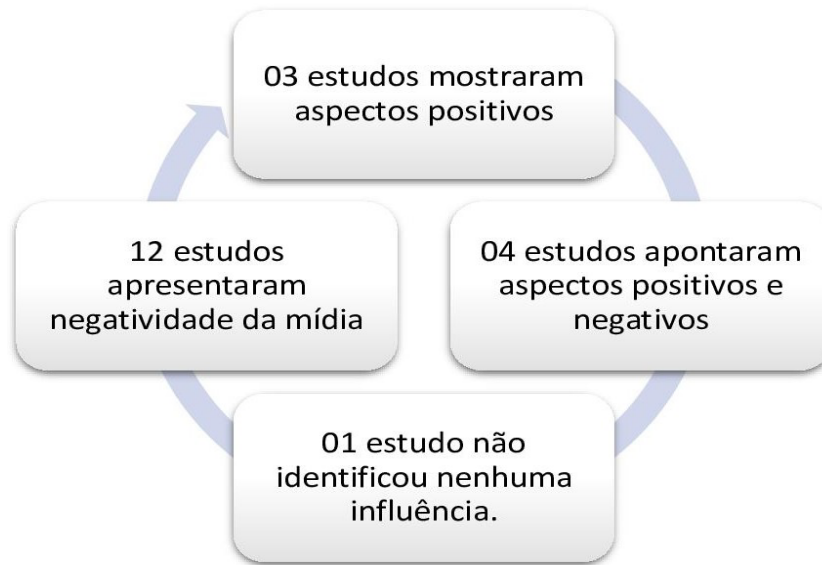 03 estudos mostraram
aspectos positivos
04 estudos apontaram
aspectos positivos e
negativos
01 estudo não
identificou nenhuma
influência.
12 estudos
apresentaram
negatividade da mídia